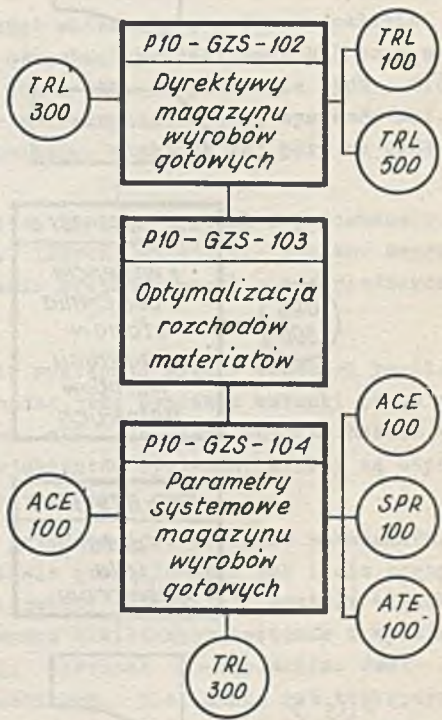 P10-GZS-102
TRL
300
Dyrektywy
magazynu
wyrobów
gotowych
TRL
100
TRL
500
P10-GZS-103
Optymalizacja
rozchodów
materiałów
P10-GZS-104
ACE
100
Parametry
systemowe
magazynu
wyrobów
gotowych
ACE
100
SPR
100
ATE
100
TRL
300